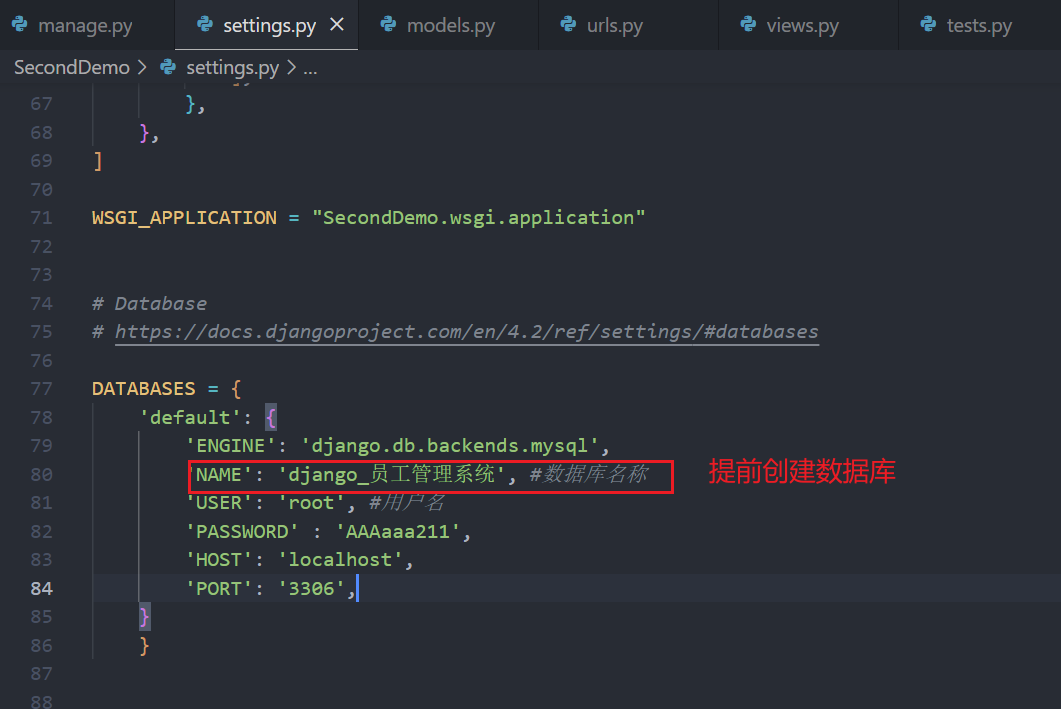 manage.py settings.py models.py urls.py views.py tests.py
SecondDemo > settings.py > ...
67 },
68 },
69 ]
70
71 WSGI_APPLICATION = "SecondDemo.wsgi.application"
72
73
74 # Database
75 # https://docs.djangoproject.com/en/4.2/ref/settings/#databases
76
77 DATABASES = {
78 'default': {
79 'ENGINE': 'django.db.backends.mysql',
80 'NAME': 'django_员工管理系统', #数据库名称 提前创建数据库
81 'USER': 'root', #用户名
82 'PASSWORD' : 'AAAaaa211',
83 'HOST': 'localhost',
84 'PORT': '3306',
85 }
86 }
87
88